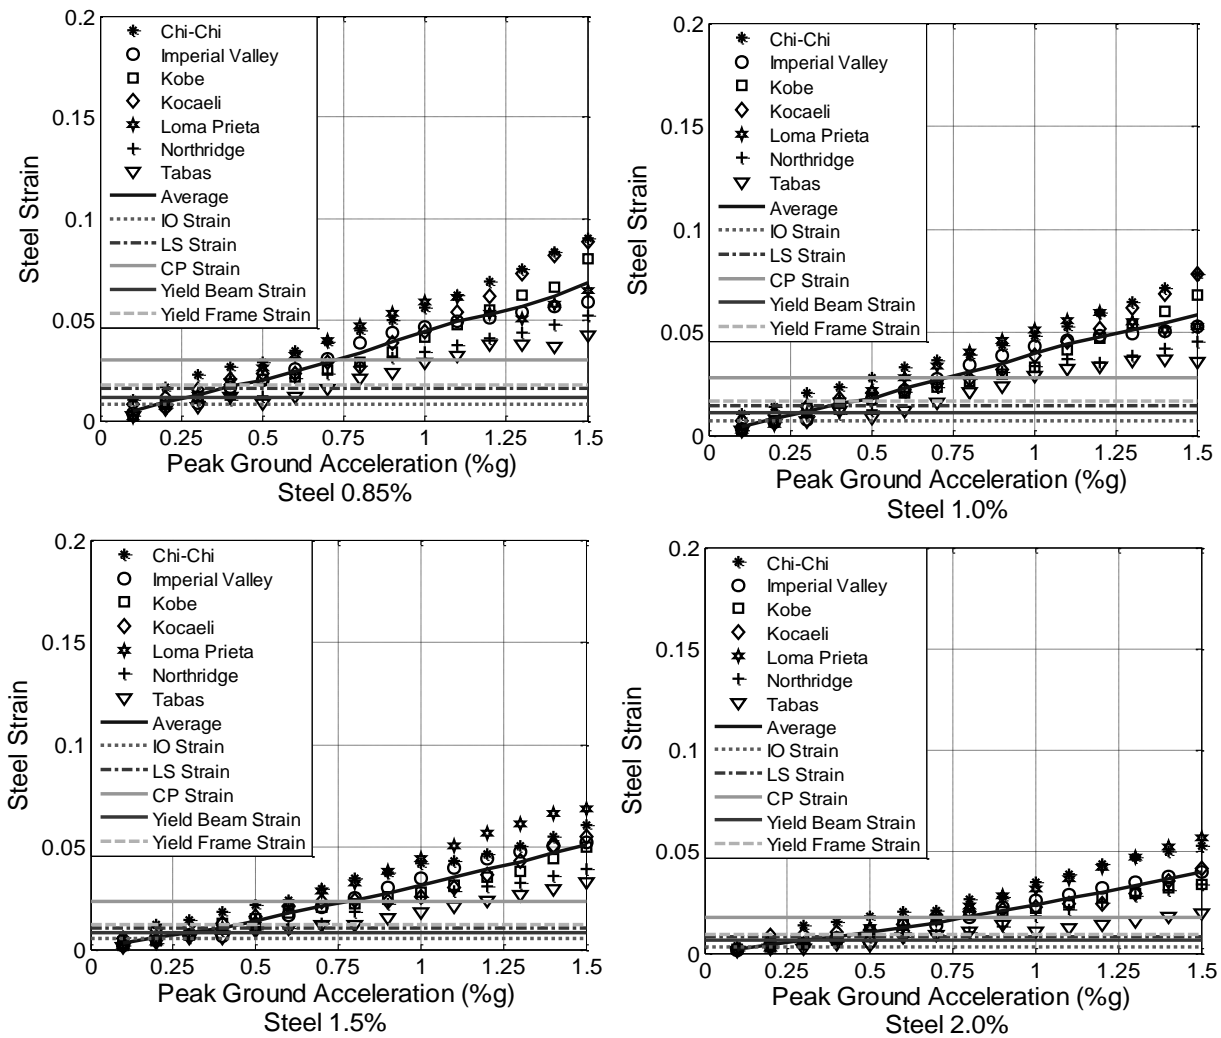 0.2
0.15
0.1
0.05
0
Steel Strain
Chi-Chi
Imperial Valley
Kobe
Kocaeli
Loma Prieta
Northridge
Tabas
Average
IO Strain
LS Strain
CP Strain
Yield Beam Strain
Yield Frame Strain
0 0.25 0.5 0.75 1 1.25 1.5
Peak Ground Acceleration (%g)
Steel 0.85%
0.2
0.15
0.1
0.05
0
Steel Strain
Chi-Chi
Imperial Valley
Kobe
Kocaeli
Loma Prieta
Northridge
Tabas
Average
IO Strain
LS Strain
CP Strain
Yield Beam Strain
Yield Frame Strain
0 0.25 0.5 0.75 1 1.25 1.5
Peak Ground Acceleration (%g)
Steel 1.0%
0.2
0.15
0.1
0.05
0
Steel Strain
Chi-Chi
Imperial Valley
Kobe
Kocaeli
Loma Prieta
Northridge
Tabas
Average
IO Strain
LS Strain
CP Strain
Yield Beam Strain
Yield Frame Strain
0 0.25 0.5 0.75 1 1.25 1.5
Peak Ground Acceleration (%g)
Steel 1.5%
0.2
0.15
0.1
0.05
0
Steel Strain
Chi-Chi
Imperial Valley
Kobe
Kocaeli
Loma Prieta
Northridge
Tabas
Average
IO Strain
LS Strain
CP Strain
Yield Beam Strain
Yield Frame Strain
0 0.25 0.5 0.75 1 1.25 1.5
Peak Ground Acceleration (%g)
Steel 2.0%